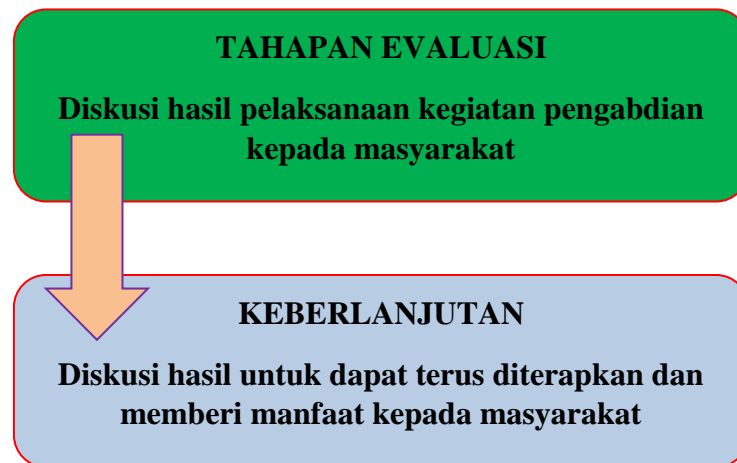 TAHAPAN EVALUASI
Diskusi hasil pelaksanaan kegiatan pengabdian
kepada masyarakat
KEBERLANJUTAN
Diskusi hasil untuk dapat terus diterapkan dan
memberi manfaat kepada masyarakat